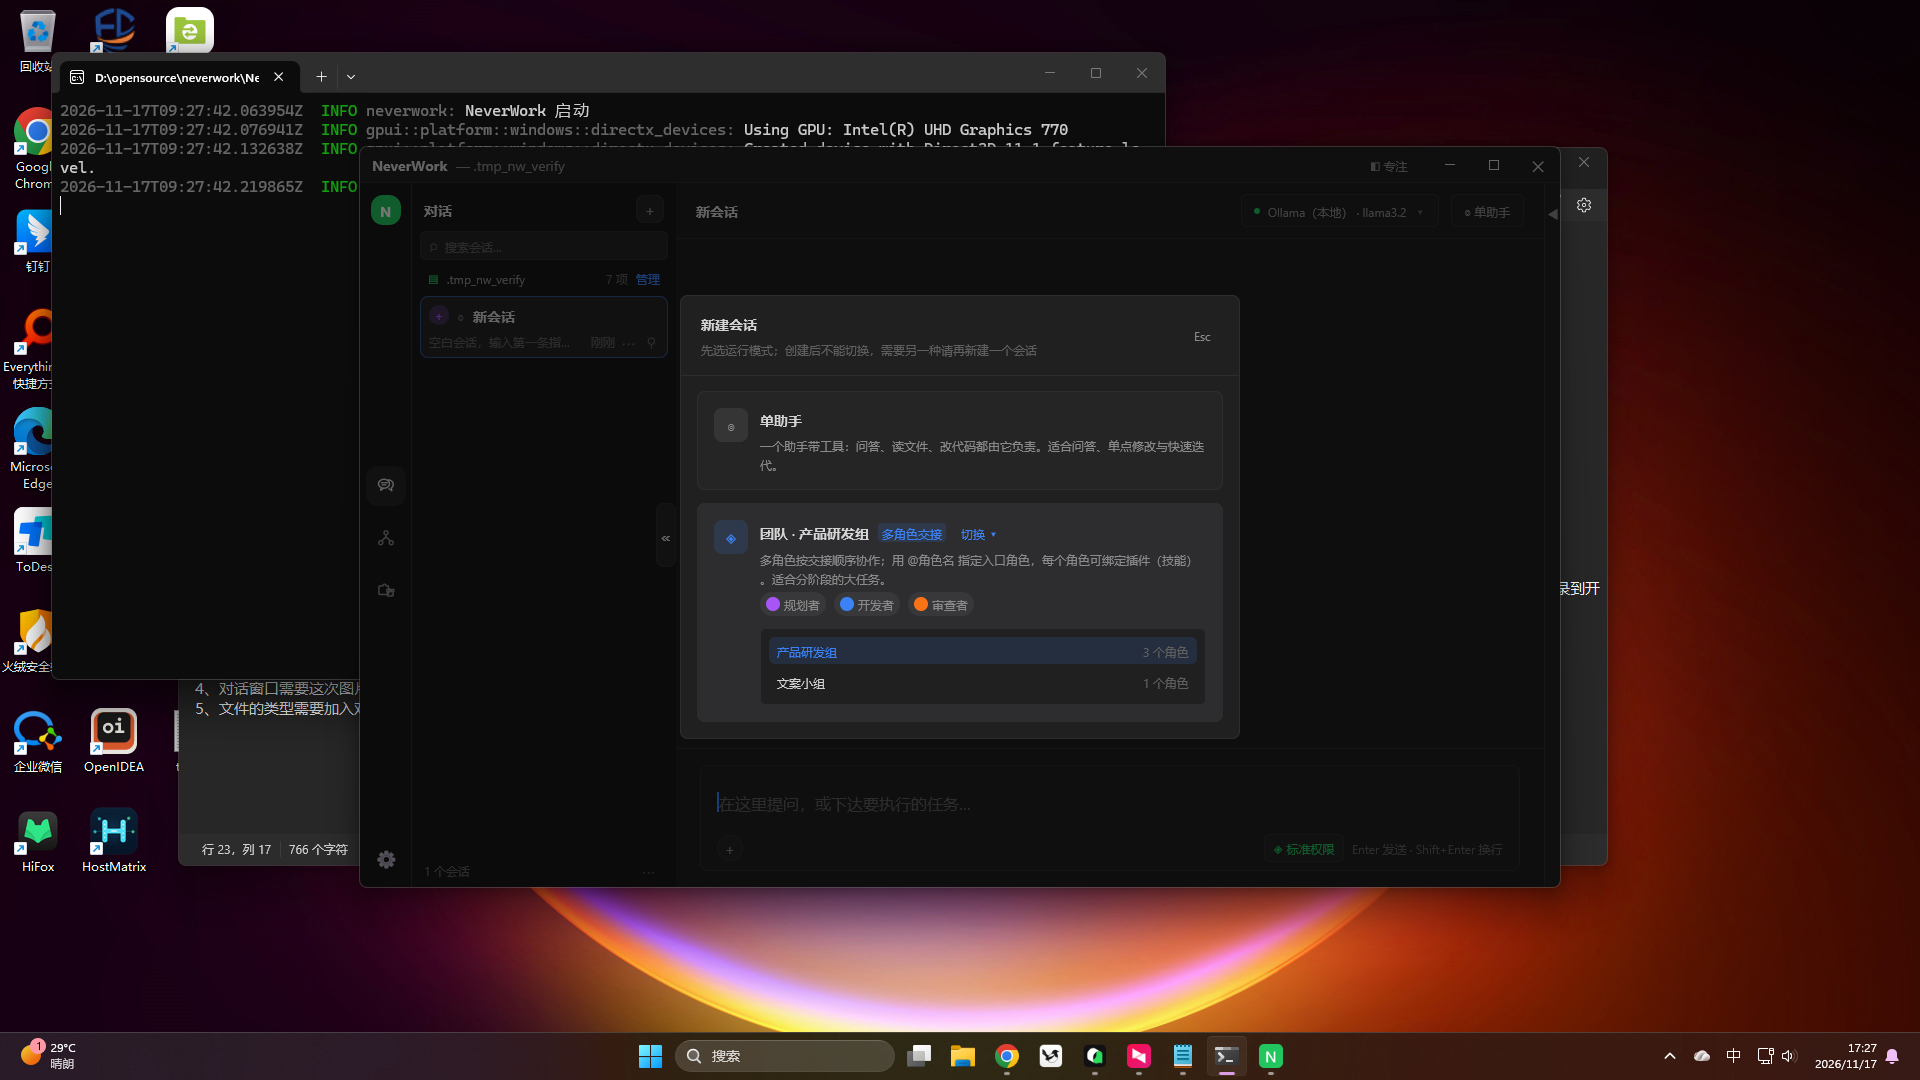 回收站
Goog
Chrom
钉钉
Everythin
快捷方式
Micros
Edge
ToDes
火绒安全
企业微信
OpenIDEA
HiFox
HostMatrix
D:\opensource\neverwork\Ne
2026-11-17T09:27:42.063954Z INFO neverwork: NeverWork 启动
2026-11-17T09:27:42.076941Z INFO gpui::platform::windows::directx_devices: Using GPU: Intel(R) UHD Graphics 770
2026-11-17T09:27:42.132638Z INFO
vel.
2026-11-17T09:27:42.219865Z INFO
4、对话窗口需要这次图片
5、文件的类型需要加入对
行 23，列 17
766 个字符
录到开
NeverWork — .tmp_nw_verify
专注
N
对话
+
搜索会话...
.tmp_nw_verify 7 项 管理
+ 新会话
空白会话，输入第一条指... 刚刚 ...
1 个会话 ...
新会话
Ollama（本地） · llama3.2
单助手
«
新建会话
先选运行模式；创建后不能切换，需要另一种请再新建一个会话
Esc
单助手
一个助手带工具：问答、读文件、改代码都由它负责。适合问答、单点修改与快速迭
代。
团队 · 产品研发组 多角色交接 切换
多角色按交接顺序协作；用 @角色名 指定入口角色，每个角色可绑定插件（技能）
。适合分阶段的大任务。
规划者 开发者 审查者
产品研发组 3 个角色
文案小组 1 个角色
在这里提问，或下达要执行的任务...
+
标准权限 Enter 发送 · Shift+Enter 换行
1
29°C
晴朗
搜索
N
中
17:27
2026/11/17